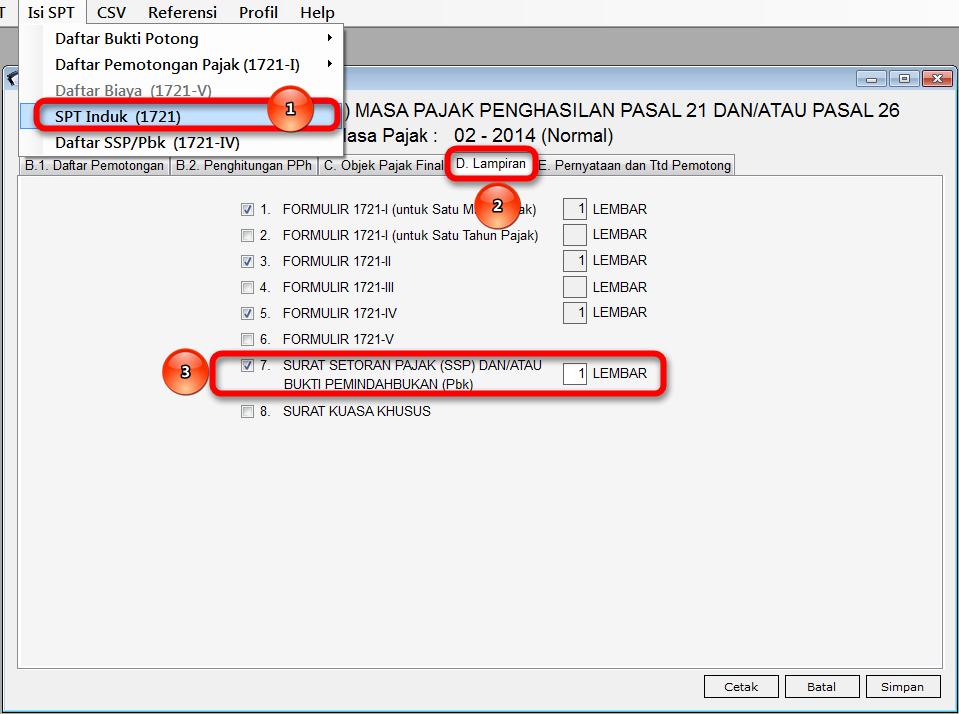 T Isi SPT CSV Referensi Profil Help
Daftar Bukti Potong
Daftar Pemotongan Pajak (1721-I)
Daftar Biaya (1721-V)
SPT Induk (1721)
1
Daftar SSP/Pbk (1721-IV)
) MASA PAJAK PENGHASILAN PASAL 21 DAN/ATAU PASAL 26
Masa Pajak : 02 - 2014 (Normal)
B.1. Daftar Pemotongan B.2. Penghitungan PPh C. Objek Pajak Final D. Lampiran E. Pernyataan dan Ttd Pemotong
2
1. FORMULIR 1721-I (untuk Satu M ak) 1 LEMBAR
2. FORMULIR 1721-I (untuk Satu Tahun Pajak) LEMBAR
3. FORMULIR 1721-II 1 LEMBAR
4. FORMULIR 1721-III LEMBAR
5. FORMULIR 1721-IV 1 LEMBAR
6. FORMULIR 1721-V
3
7. SURAT SETORAN PAJAK (SSP) DAN/ATAU
BUKTI PEMINDAHBUKAN (Pbk) 1 LEMBAR
8. SURAT KUASA KHUSUS
Cetak Batal Simpan